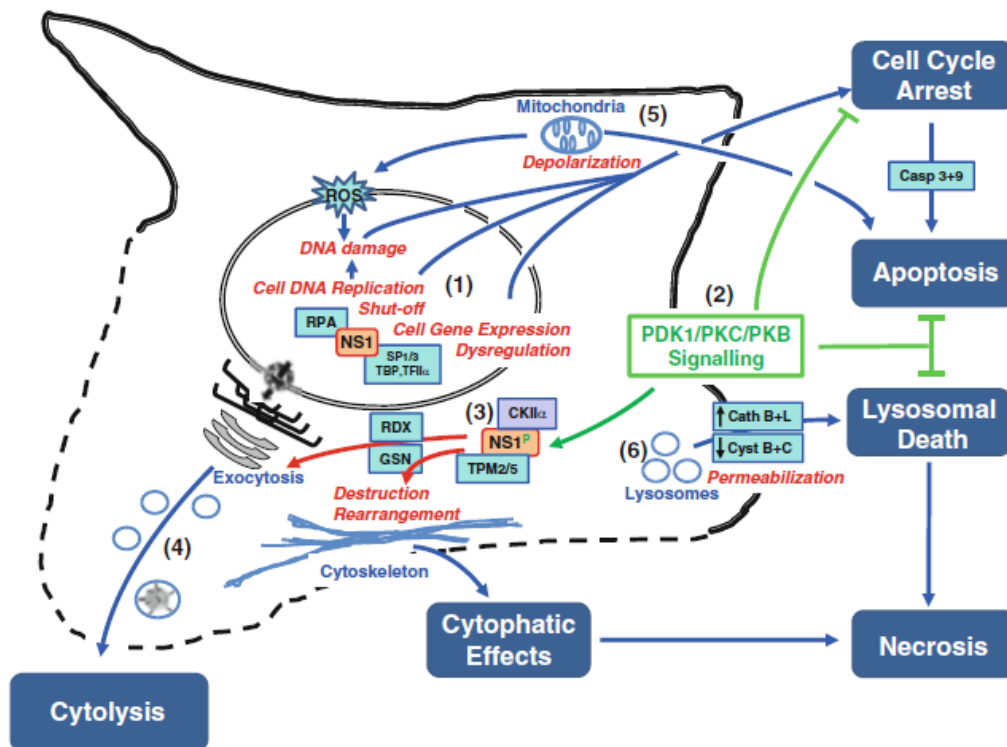 Cell Cycle
Arrest
Mitochondria
(5)
Depolarization
Casp 3+9
ROS
DNA damage
Apoptosis
Cell DNA Replication
Shut-off
(1)
(2)
RPA
NS1
Cell Gene Expression
Dysregulation
SP1/3
TBP,TFIIα
PDK1/PKC/PKB
Signalling
(3)
CKIIα
RDX
NS1P
GSN
TPM2/5
Cath B+L
Cyst B+C
Lysosomal
Death
(6)
Lysosomes
Permeabilization
Exocytosis
Destruction
Rearrangement
(4)
Cytoskeleton
Cytophatic
Effects
Necrosis
Cytolysis